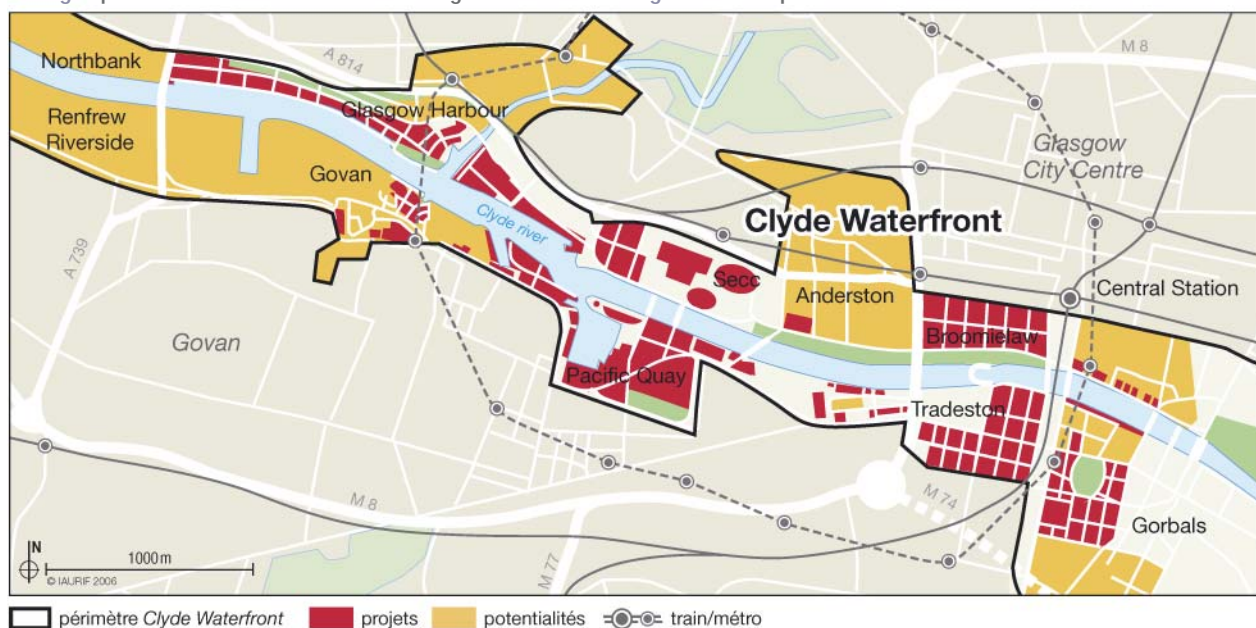 Northbank
A 814
M 8
Renfrew
Riverside
Glasgow Harbour
Glasgow
City Centre
Govan
Clyde river
Clyde Waterfront
A 739
Secc
Anderston
Central Station
Govan
Broomielaw
Pacific Quay
Tradeston
M 8
M 74
Gorbals
N
1000 m
M 77
© IAURIF 2006
périmètre Clyde Waterfront
projets
potentialités
train/métro